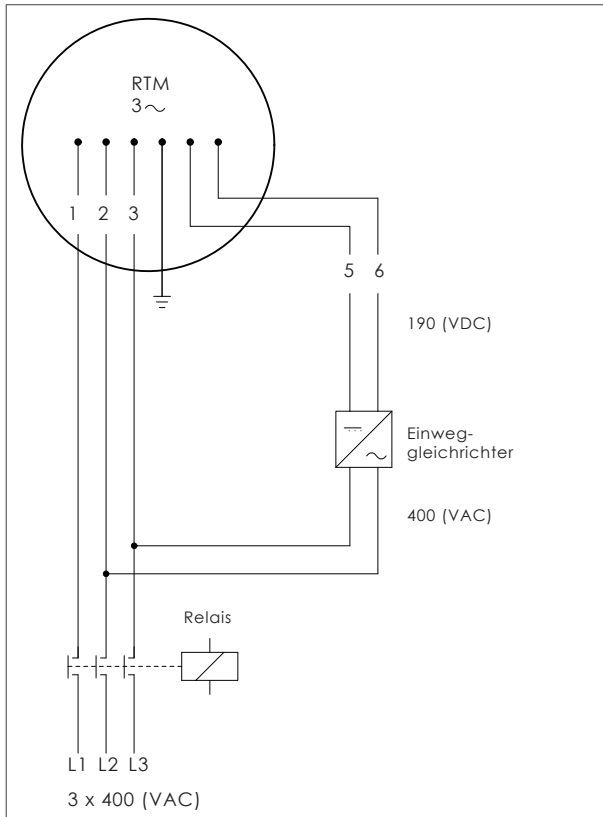 RTM
3~
1 2 3
5 6
190 (VDC)
Einweg-
gleichrichter
400 (VAC)
Relais
L1 L2 L3
3 x 400 (VAC)